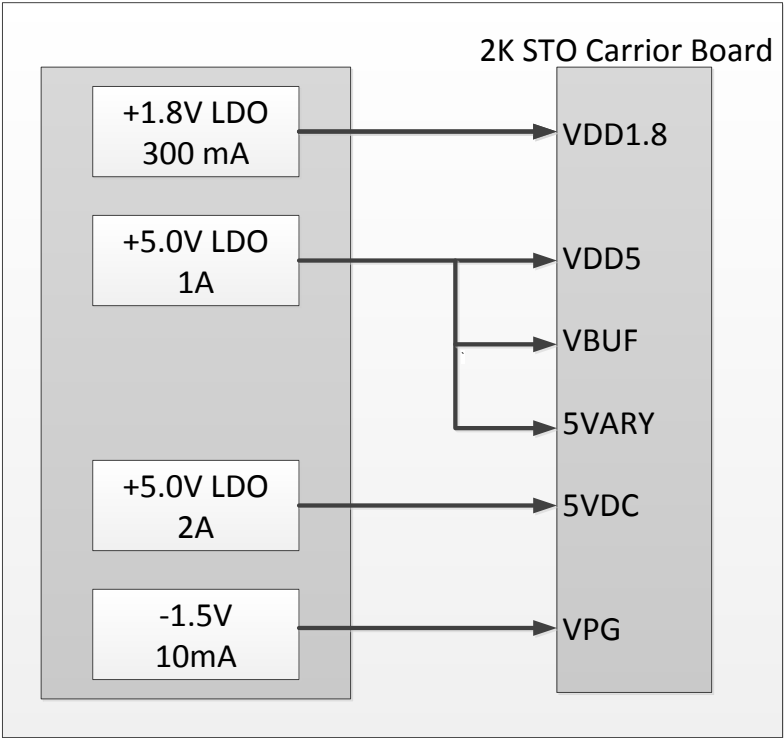 2K STO Carrior Board
+1.8V LDO
300 mA
VDD1.8
+5.0V LDO
1A
VDD5
VBUF
5VARY
+5.0V LDO
2A
5VDC
-1.5V
10mA
VPG